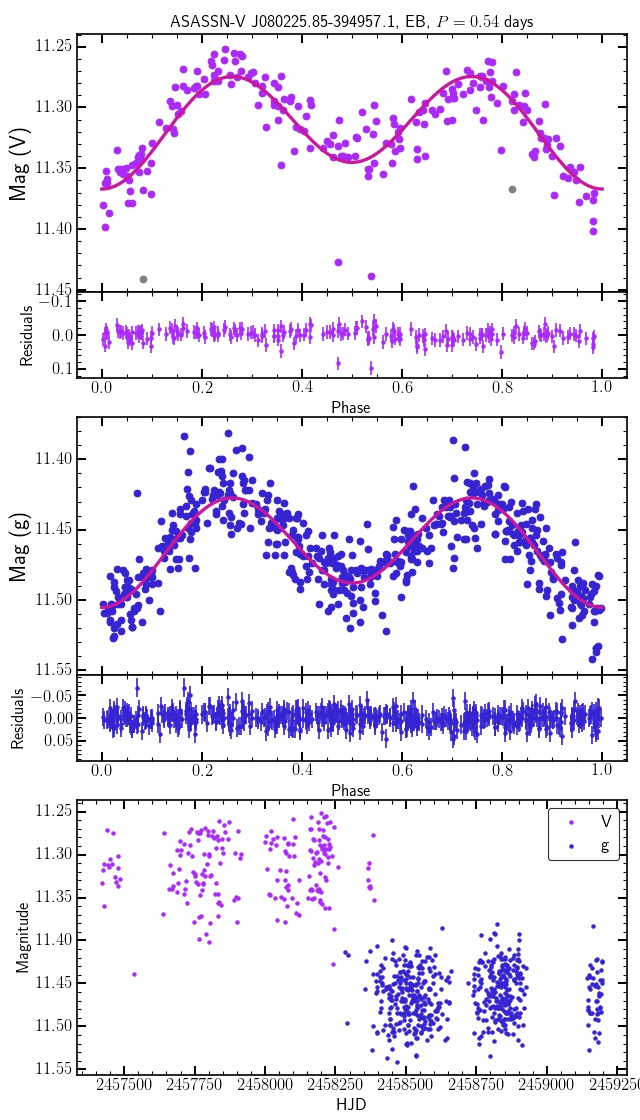 ASASSN-V J080225.85-394957.1, EB, P = 0.54 days
11.25
11.30
11.35
11.40
11.45
Mag (V)
−0.1
0.0
0.1
Residuals
0.0 0.2 0.4 0.6 0.8 1.0
Phase
11.40
11.45
11.50
11.55
Mag (g)
−0.05
0.00
0.05
Residuals
0.0 0.2 0.4 0.6 0.8 1.0
Phase
V
g
11.25
11.30
11.35
11.40
11.45
11.50
11.55
Magnitude
2457500 2457750 2458000 2458250 2458500 2458750 2459000 2459250
HJD